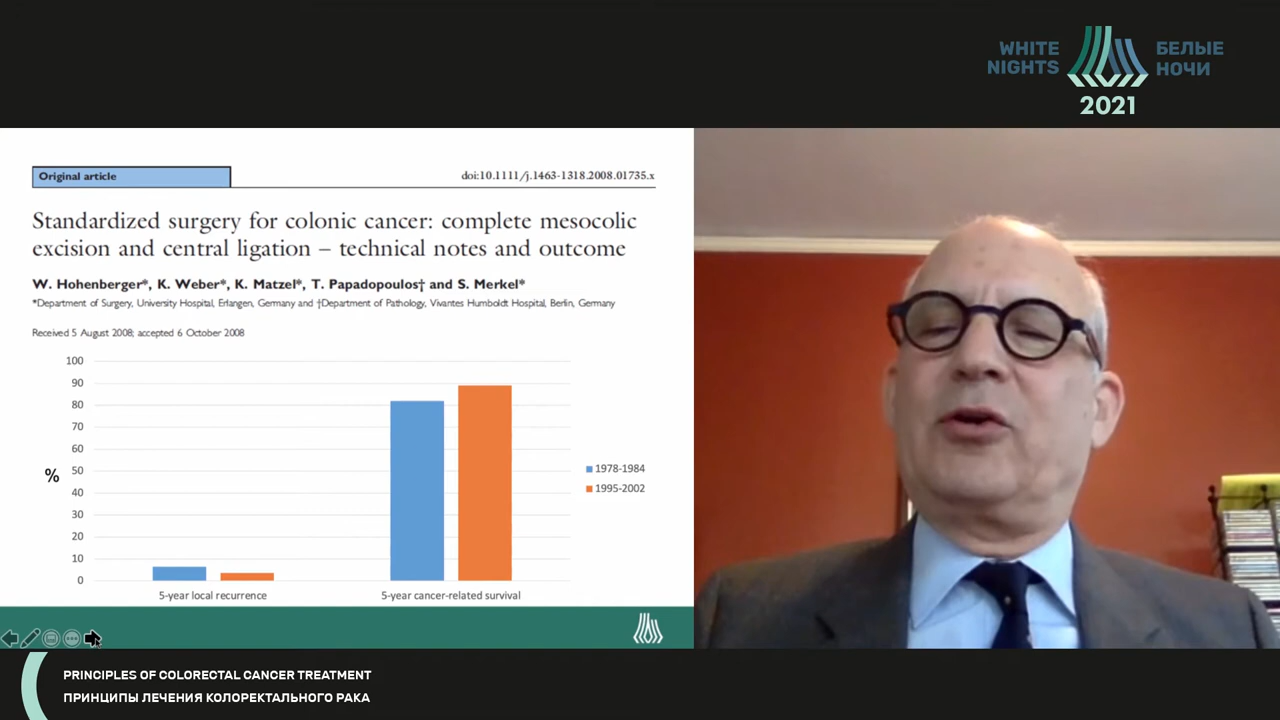 WHITE
NIGHTS
БЕЛЫЕ
НОЧИ
2021
Original article
doi:10.1111/j.1463-1318.2008.01735.x
Standardized surgery for colonic cancer: complete mesocolic
excision and central ligation – technical notes and outcome
W. Hohenberger*, K. Weber*, K. Matzel*, T. Papadopoulos† and S. Merkel*
*Department of Surgery, University Hospital, Erlangen, Germany and †Department of Pathology, Vivantes Humboldt Hospital, Berlin, Germany
Received 5 August 2008; accepted 6 October 2008
100
90
80
70
60
50
40
30
20
10
0
%
5-year local recurrence
5-year cancer-related survival
1978-1984
1995-2002
PRINCIPLES OF COLORECTAL CANCER TREATMENT
ПРИНЦИПЫ ЛЕЧЕНИЯ КОЛОРЕКТАЛЬНОГО РАКА